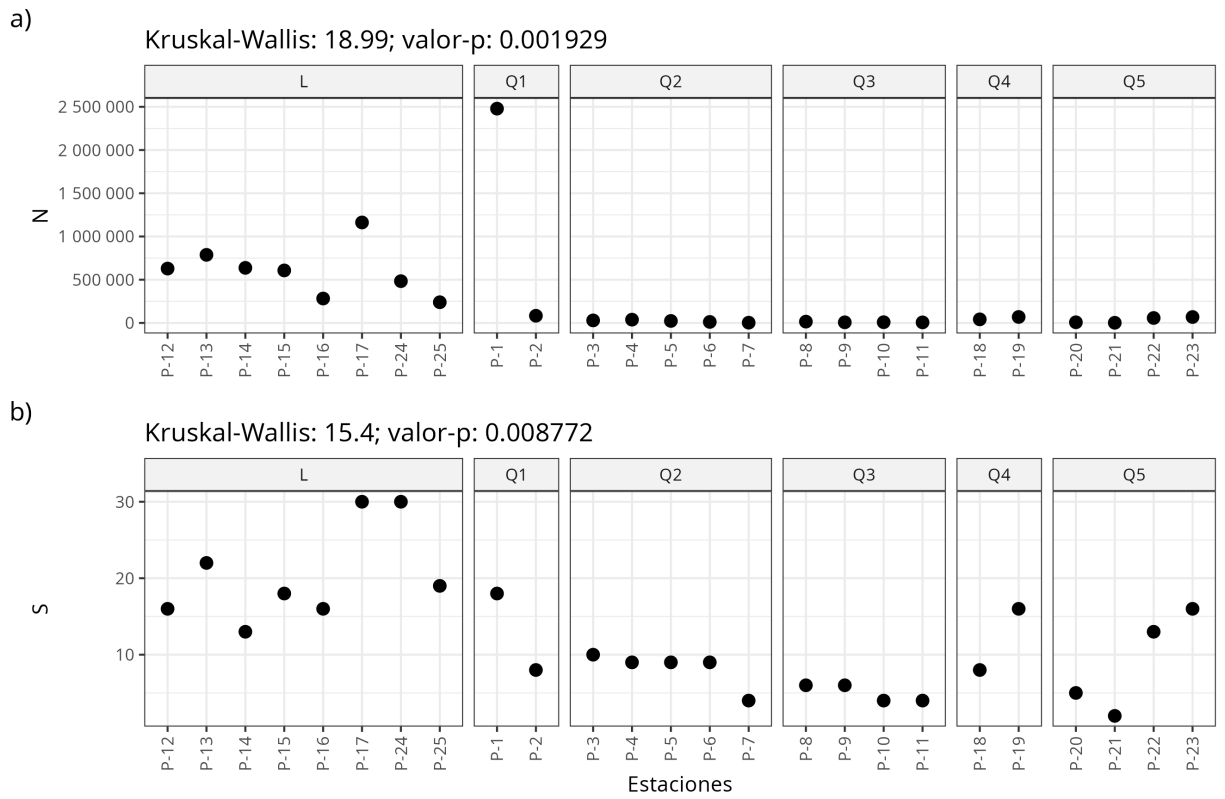 a)
Kruskal-Wallis: 18.99; valor-p: 0.001929
L Q1 Q2 Q3 Q4 Q5
2 500 000
2 000 000
1 500 000
1 000 000
500 000
0
N
P-12 P-13 P-14 P-15 P-16 P-17 P-24 P-25 P-1 P-2 P-3 P-4 P-5 P-6 P-7 P-8 P-9 P-10 P-11 P-18 P-19 P-20 P-21 P-22 P-23
b)
Kruskal-Wallis: 15.4; valor-p: 0.008772
L Q1 Q2 Q3 Q4 Q5
30
20
10
S
P-12 P-13 P-14 P-15 P-16 P-17 P-24 P-25 P-1 P-2 P-3 P-4 P-5 P-6 P-7 P-8 P-9 P-10 P-11 P-18 P-19 P-20 P-21 P-22 P-23
Estaciones